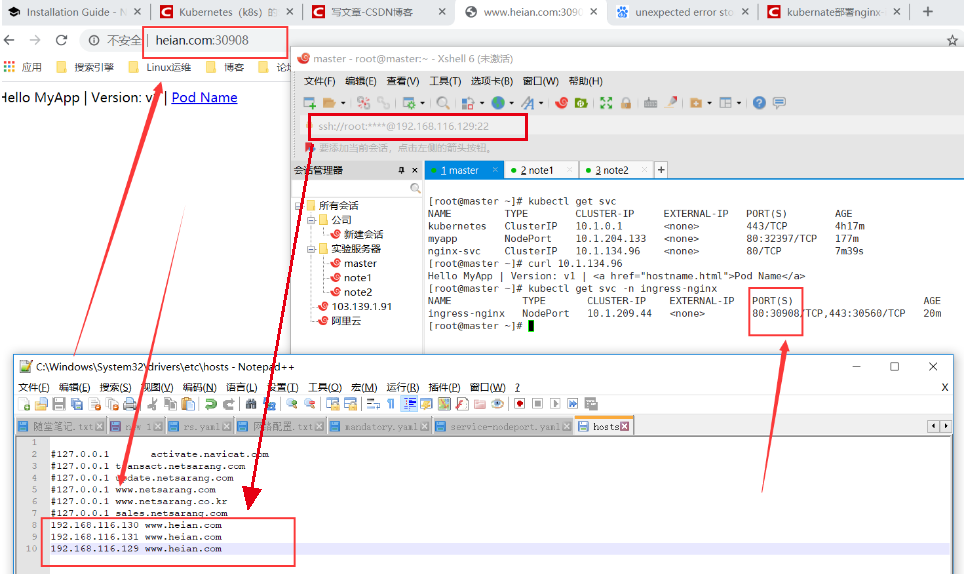 Installation Guide - N
Kubernetes（k8s）的
写文章-CSDN博客
www.heian.com:3090
unexpected error sto
kubernate部署nginx-
不安全 | heian.com:30908
应用 搜索引擎 Linux运维 博客 论坛
Hello MyApp | Version: v1 | Pod Name
master - root@master:~ - Xshell 6 (未激活)
文件(F) 编辑(E) 查看(V) 工具(T) 选项卡(B) 窗口(W) 帮助(H)
ssh://root:****@192.168.116.129:22
要添加当前会话，点击左侧的箭头按钮。
会话管理器
所有会话
公司
新建会话
实验服务器
master
note1
note2
103.139.1.91
阿里云
1 master 2 note1 3 note2
[root@master ~]# kubectl get svc
NAME TYPE CLUSTER-IP EXTERNAL-IP PORT(S) AGE
kubernetes ClusterIP 10.1.0.1 <none> 443/TCP 4h17m
myapp NodePort 10.1.204.133 <none> 80:32397/TCP 177m
nginx-svc ClusterIP 10.1.134.96 <none> 80/TCP 7m39s
[root@master ~]# curl 10.1.134.96
Hello MyApp | Version: v1 | <a href="hostname.html">Pod Name</a>
[root@master ~]# kubectl get svc -n ingress-nginx
NAME TYPE CLUSTER-IP EXTERNAL-IP PORT(S) AGE
ingress-nginx NodePort 10.1.209.44 <none> 80:30908/TCP,443:30560/TCP 20m
[root@master ~]#
C:\Windows\System32\drivers\etc\hosts - Notepad++
文件(F) 编辑(E) 搜索(S) 视图(V) 编码(N) 语言(L) 设置(T) 工具(O) 宏(M) 运行(R) 插件(P) 窗口(W) ? X
随堂笔记.txt new 1 rs.yaml 网络配置.txt mandatory.yaml service-nodeport.yaml hosts
1
2 #127.0.0.1 activate.navicat.com
3 #127.0.0.1 transact.netsarang.com
4 #127.0.0.1 update.netsarang.com
5 #127.0.0.1 www.netsarang.com
6 #127.0.0.1 www.netsarang.co.kr
7 #127.0.0.1 sales.netsarang.com
8 192.168.116.130 www.heian.com
9 192.168.116.131 www.heian.com
10 192.168.116.129 www.heian.com